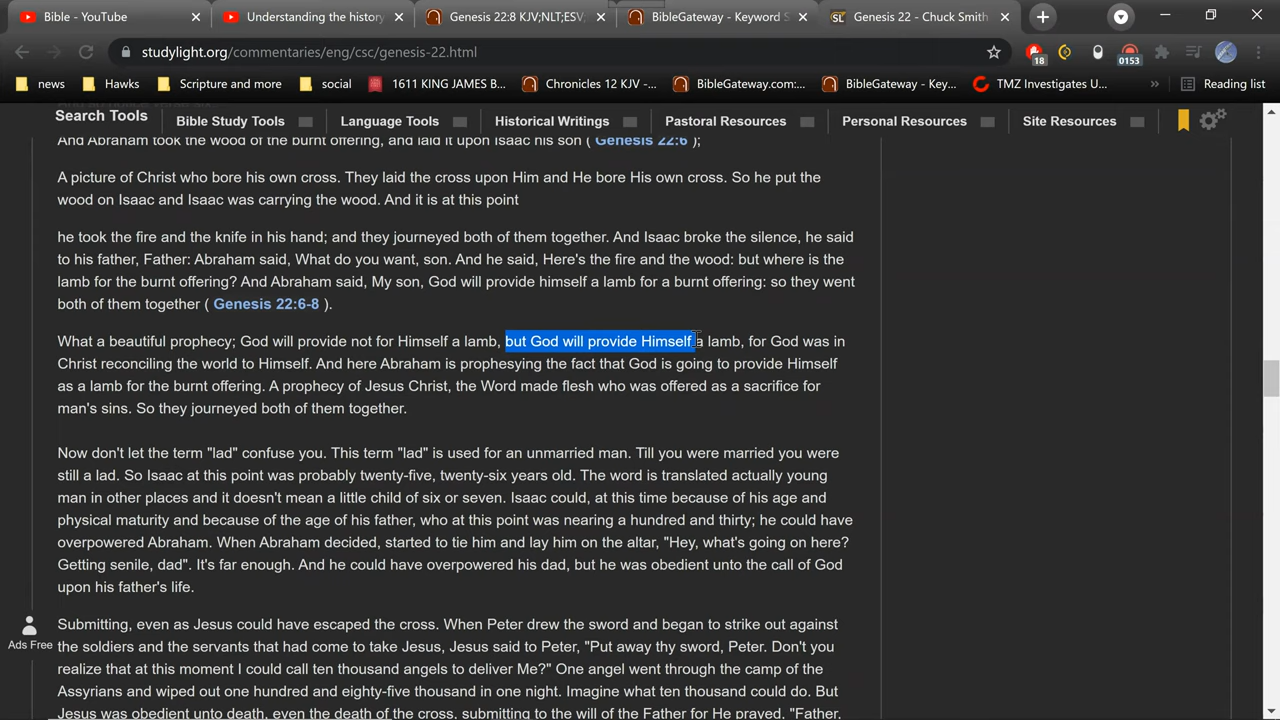 Bible - YouTube
Understanding the history
Genesis 22:8 KJV;NLT;ESV,
BibleGateway - Keyword S
Genesis 22 - Chuck Smith
studylight.org/commentaries/eng/csc/genesis-22.html
18
0153
news
Hawks
Scripture and more
social
1611 KING JAMES B...
Chronicles 12 KJV -...
BibleGateway.com:...
BibleGateway - Key...
TMZ Investigates U...
Reading list
Search Tools
Bible Study Tools
Language Tools
Historical Writings
Pastoral Resources
Personal Resources
Site Resources
And Abraham took the wood of the burnt offering, and laid it upon Isaac his son ( Genesis 22:6 );
A picture of Christ who bore his own cross. They laid the cross upon Him and He bore His own cross. So he put the
wood on Isaac and Isaac was carrying the wood. And it is at this point
he took the fire and the knife in his hand; and they journeyed both of them together. And Isaac broke the silence, he said
to his father, Father: Abraham said, What do you want, son. And he said, Here's the fire and the wood: but where is the
lamb for the burnt offering? And Abraham said, My son, God will provide himself a lamb for a burnt offering: so they went
both of them together ( Genesis 22:6-8 ).
What a beautiful prophecy; God will provide not for Himself a lamb, but God will provide Himself a lamb, for God was in
Christ reconciling the world to Himself. And here Abraham is prophesying the fact that God is going to provide Himself
as a lamb for the burnt offering. A prophecy of Jesus Christ, the Word made flesh who was offered as a sacrifice for
man's sins. So they journeyed both of them together.
Now don't let the term "lad" confuse you. This term "lad" is used for an unmarried man. Till you were married you were
still a lad. So Isaac at this point was probably twenty-five, twenty-six years old. The word is translated actually young
man in other places and it doesn't mean a little child of six or seven. Isaac could, at this time because of his age and
physical maturity and because of the age of his father, who at this point was nearing a hundred and thirty; he could have
overpowered Abraham. When Abraham decided, started to tie him and lay him on the altar, "Hey, what's going on here?
Getting senile, dad". It's far enough. And he could have overpowered his dad, but he was obedient unto the call of God
upon his father's life.
Ads Free
Submitting, even as Jesus could have escaped the cross. When Peter drew the sword and began to strike out against
the soldiers and the servants that had come to take Jesus, Jesus said to Peter, "Put away thy sword, Peter. Don't you
realize that at this moment I could call ten thousand angels to deliver Me?" One angel went through the camp of the
Assyrians and wiped out one hundred and eighty-five thousand in one night. Imagine what ten thousand could do. But
Jesus was obedient unto death, even the death of the cross, submitting to the will of the Father for He prayed, "Father,